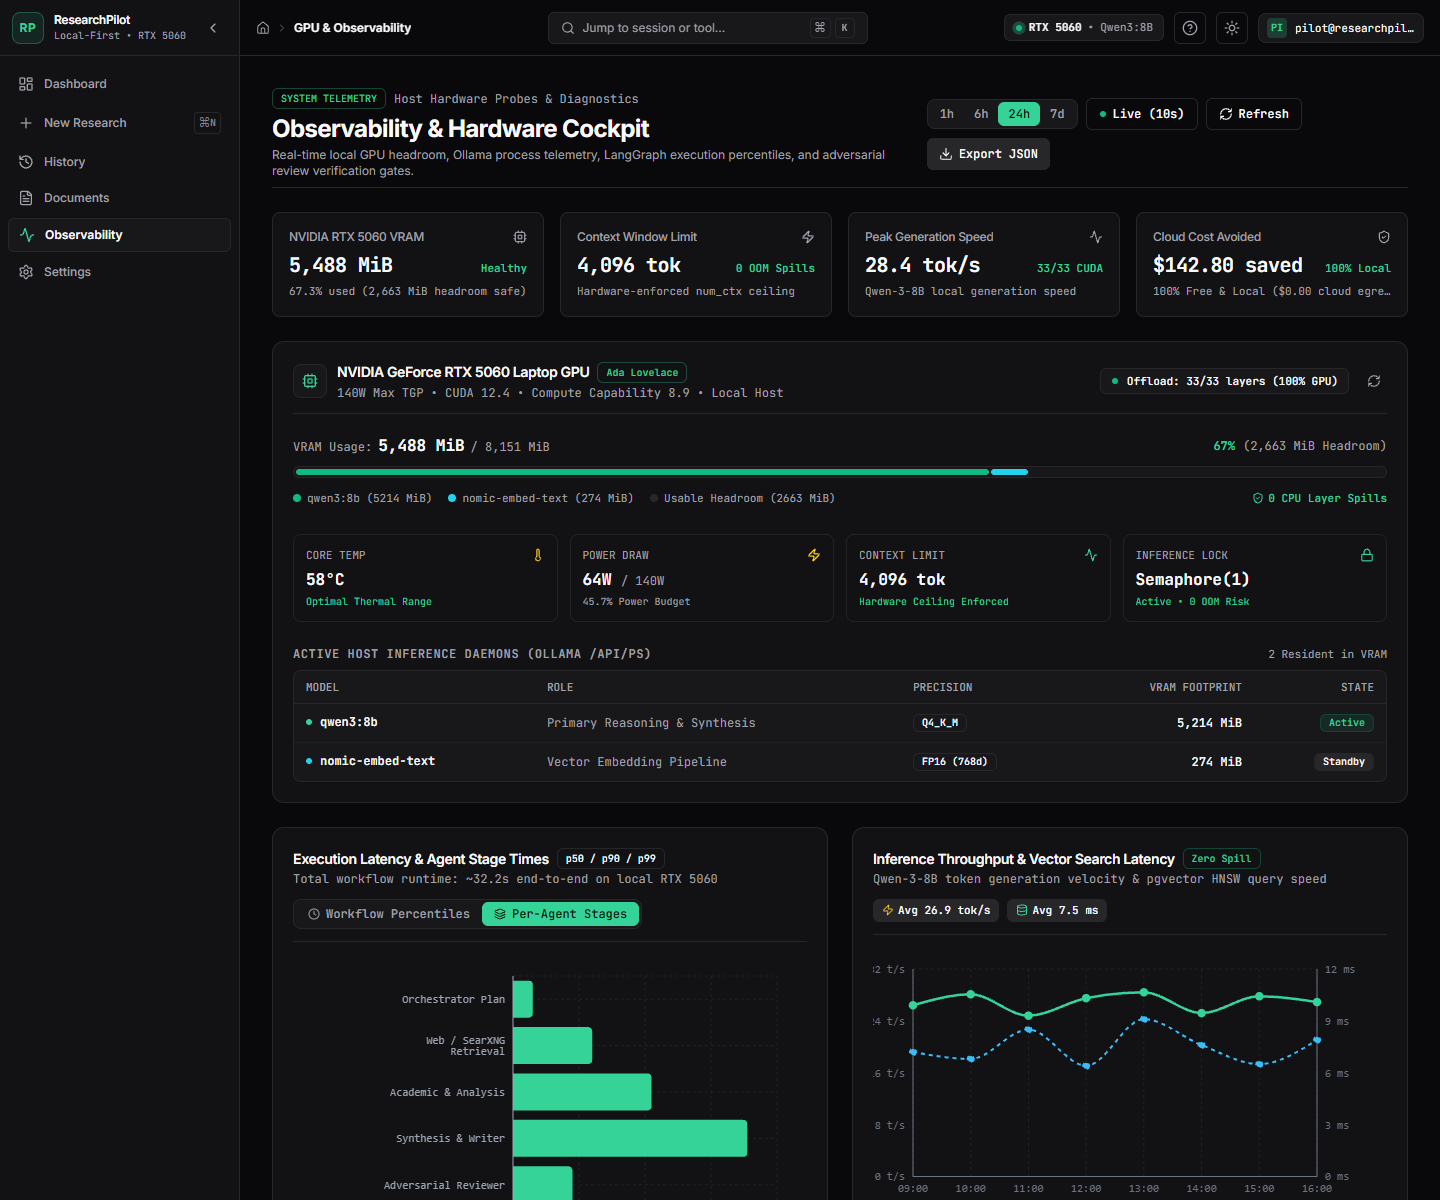 RP
ResearchPilot
Local-First • RTX 5060
Dashboard
New Research
⌘N
History
Documents
Observability
Settings
GPU & Observability
Jump to session or tool...
⌘ K
RTX 5060 • Qwen3:8B
PI pilot@researchpil…
SYSTEM TELEMETRY Host Hardware Probes & Diagnostics
Observability & Hardware Cockpit
Real-time local GPU headroom, Ollama process telemetry, LangGraph execution percentiles, and adversarial
review verification gates.
1h 6h 24h 7d
Live (10s)
Refresh
Export JSON
NVIDIA RTX 5060 VRAM
5,488 MiB Healthy
67.3% used (2,663 MiB headroom safe)
Context Window Limit
4,096 tok 0 OOM Spills
Hardware-enforced num_ctx ceiling
Peak Generation Speed
28.4 tok/s 33/33 CUDA
Qwen-3-8B local generation speed
Cloud Cost Avoided
$142.80 saved 100% Local
100% Free & Local ($0.00 cloud egre…
NVIDIA GeForce RTX 5060 Laptop GPU Ada Lovelace
140W Max TGP • CUDA 12.4 • Compute Capability 8.9 • Local Host
Offload: 33/33 layers (100% GPU)
VRAM Usage: 5,488 MiB / 8,151 MiB
67% (2,663 MiB Headroom)
qwen3:8b (5214 MiB) nomic-embed-text (274 MiB) Usable Headroom (2663 MiB)
0 CPU Layer Spills
CORE TEMP
58°C
Optimal Thermal Range
POWER DRAW
64W / 140W
45.7% Power Budget
CONTEXT LIMIT
4,096 tok
Hardware Ceiling Enforced
INFERENCE LOCK
Semaphore(1)
Active • 0 OOM Risk
ACTIVE HOST INFERENCE DAEMONS (OLLAMA /API/PS)
2 Resident in VRAM
MODEL ROLE PRECISION VRAM FOOTPRINT STATE
qwen3:8b Primary Reasoning & Synthesis Q4_K_M 5,214 MiB Active
nomic-embed-text Vector Embedding Pipeline FP16 (768d) 274 MiB Standby
Execution Latency & Agent Stage Times p50 / p90 / p99
Total workflow runtime: ~32.2s end-to-end on local RTX 5060
Workflow Percentiles
Per-Agent Stages
Orchestrator Plan
Web / SearXNG
Retrieval
Academic & Analysis
Synthesis & Writer
Adversarial Reviewer
Inference Throughput & Vector Search Latency Zero Spill
Qwen-3-8B token generation velocity & pgvector HNSW query speed
Avg 26.9 tok/s
Avg 7.5 ms
2 t/s
24 t/s
6 t/s
8 t/s
0 t/s
12 ms
9 ms
6 ms
3 ms
0 ms
09:00 10:00 11:00 12:00 13:00 14:00 15:00 16:00